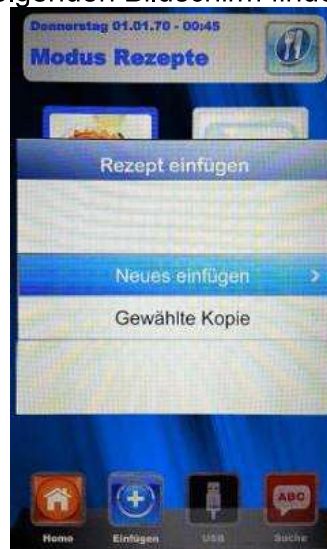 Donnerstag 01.01.70 - 00:45
Modus Rezepte
Rezept einfügen
Neues einfügen
Gewählte Kopie
ABC
Home Einfügen USB Suche